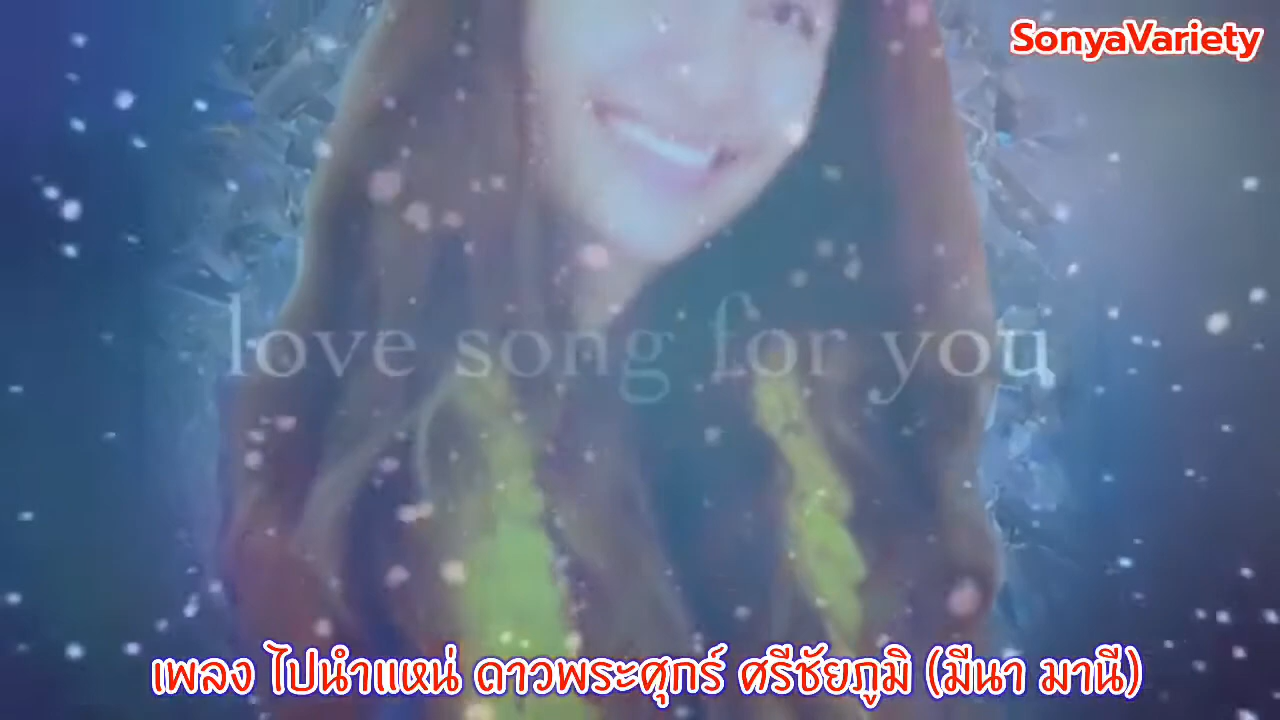 SonyaVariety
love song for you
เพลง ไปนำแหน่ ดาวพระศุกร์ ศรีชัยภูมิ (มีนา มานี)